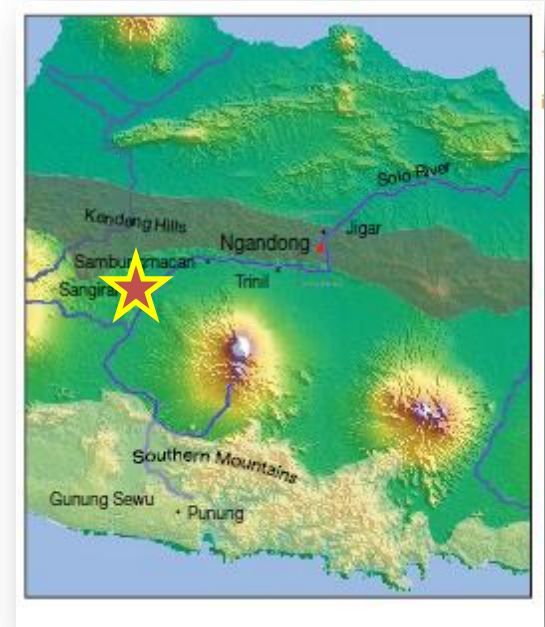 Solo River
Kendeng Hills
Jigar
Ngandong
Trinil
Southern Mountains
Gunung Sewu
Punung